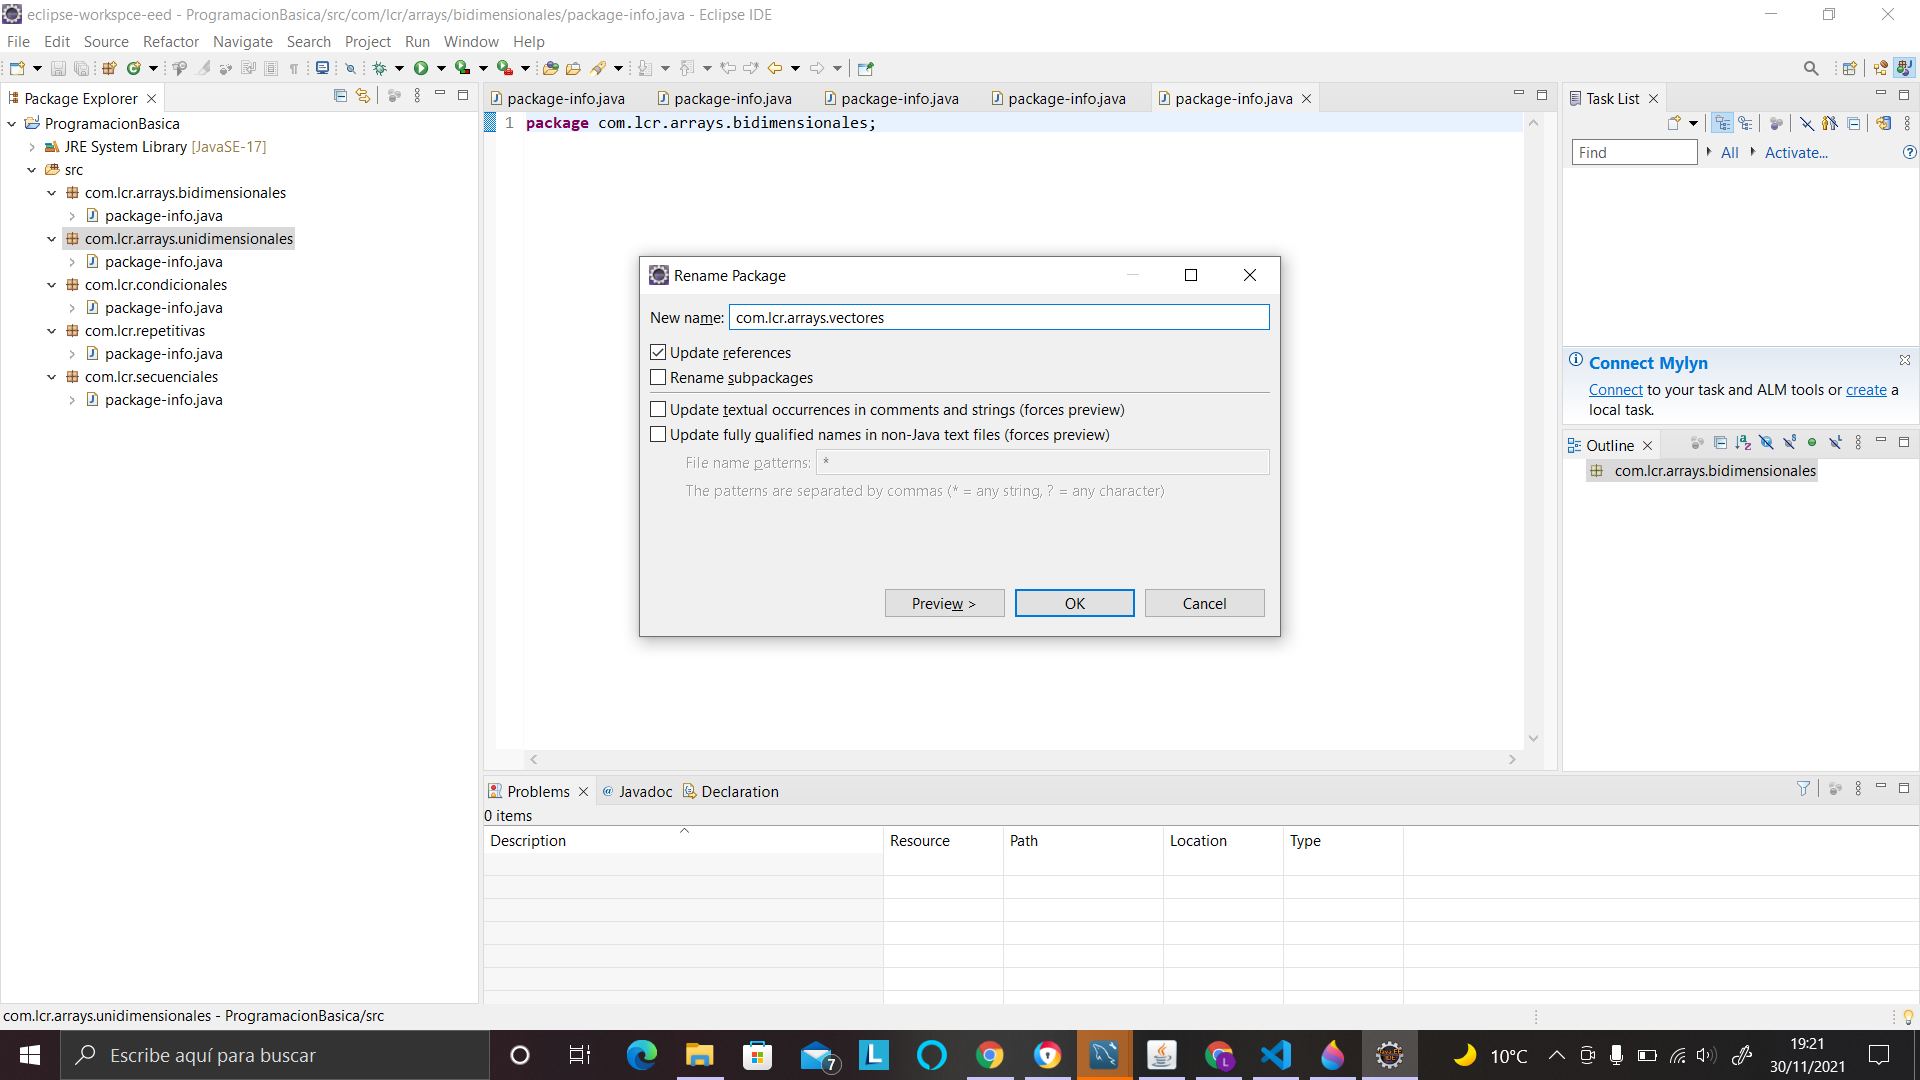 eclipse-workspce-eed - ProgramacionBasica/src/com/lcr/arrays/bidimensionales/package-info.java - Eclipse IDE
File Edit Source Refactor Navigate Search Project Run Window Help
Package Explorer
ProgramacionBasica
JRE System Library [JavaSE-17]
src
com.lcr.arrays.bidimensionales
package-info.java
com.lcr.arrays.unidimensionales
package-info.java
com.lcr.condicionales
package-info.java
com.lcr.repetitivas
package-info.java
com.lcr.secuenciales
package-info.java
package-info.java package-info.java package-info.java package-info.java package-info.java
1 package com.lcr.arrays.bidimensionales;
Rename Package
New name: com.lcr.arrays.vectores
Update references
Rename subpackages
Update textual occurrences in comments and strings (forces preview)
Update fully qualified names in non-Java text files (forces preview)
File name patterns: *
The patterns are separated by commas (* = any string, ? = any character)
Preview > OK Cancel
Task List
Find All Activate...
Connect Mylyn
Connect to your task and ALM tools or create a
local task.
Outline
com.lcr.arrays.bidimensionales
Problems @ Javadoc Declaration
0 items
Description Resource Path Location Type
com.lcr.arrays.unidimensionales - ProgramacionBasica/src
Escribe aquí para buscar
7
L
L
10°C
19:21
30/11/2021